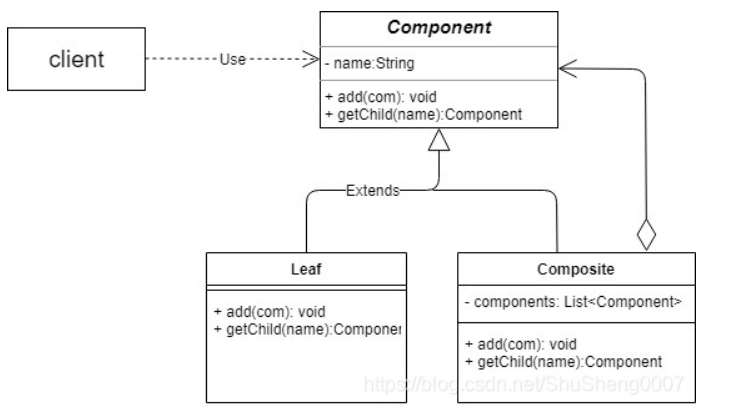 Component
client
Use
- name:String
+ add(com): void
+ getChild(name):Component
Extends
Leaf
+ add(com): void
+ getChild(name):Componer
Composite
- components: List<Component>
+ add(com): void
+ getChild(name):Component
https://blog.csdn.net/ShuSheng0007